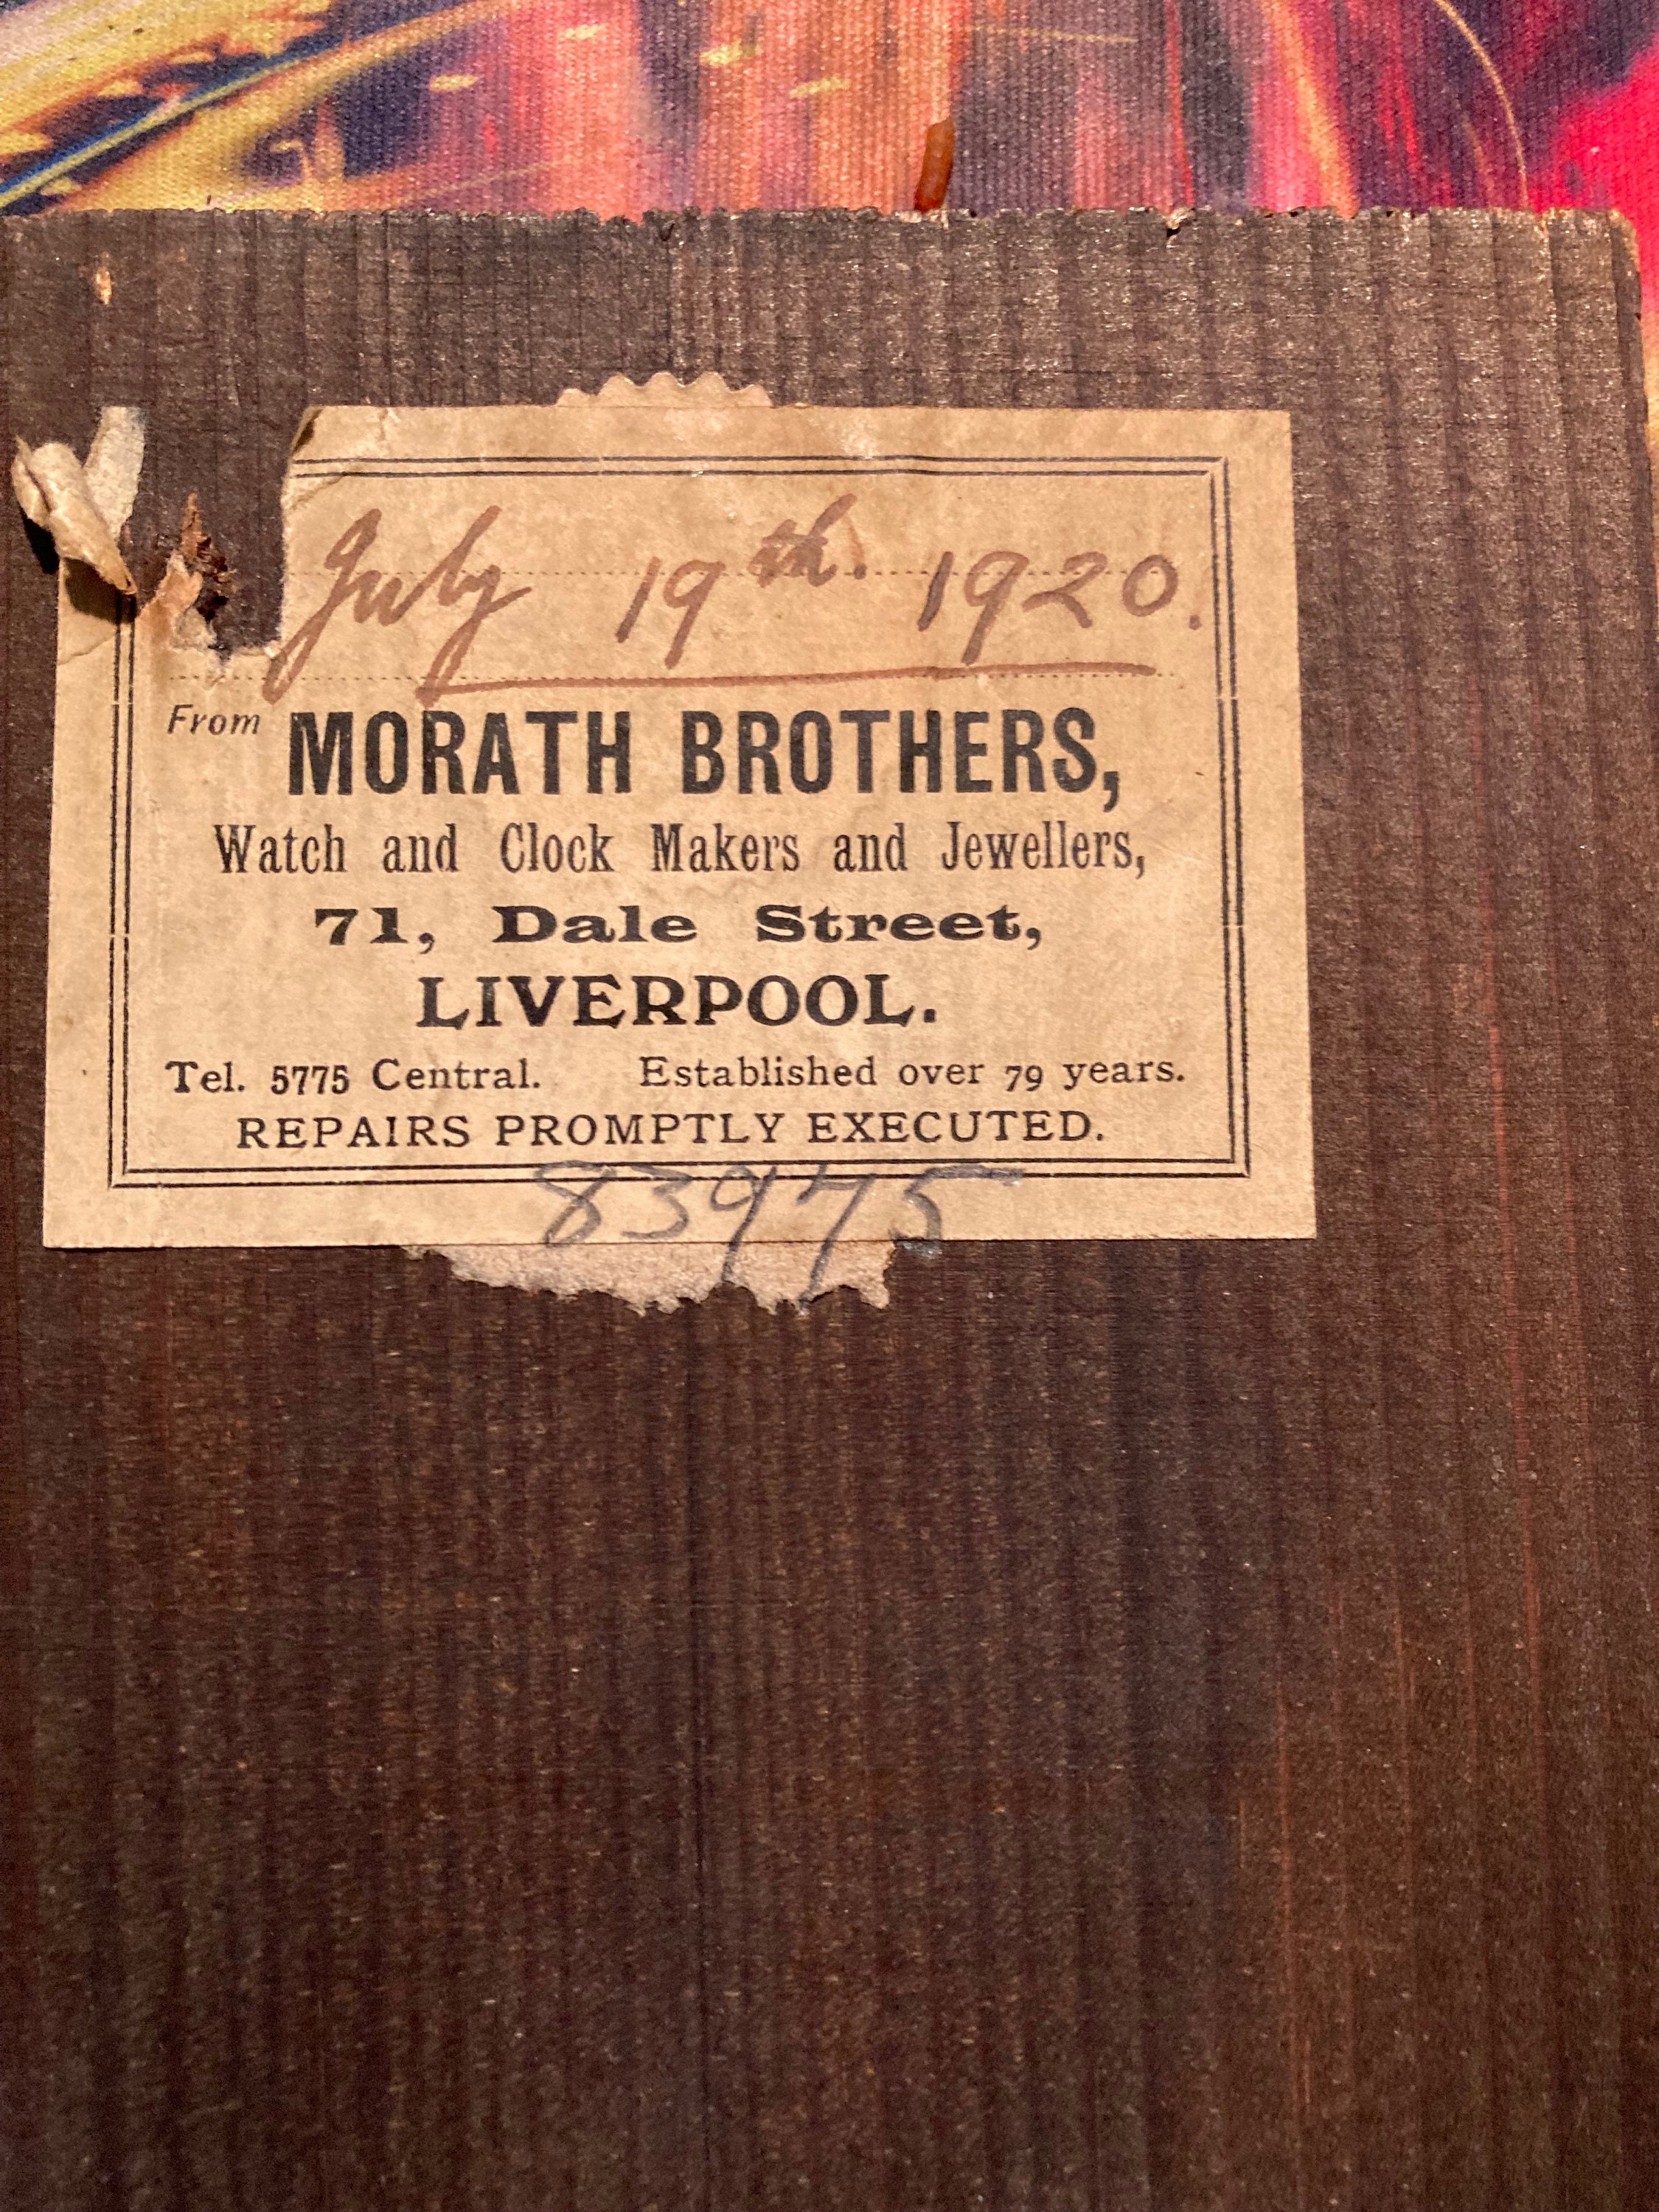 July 19th. 1920.
From MORATH BROTHERS,
Watch and Clock Makers and Jewellers,
71, Dale Street,
LIVERPOOL.
Tel. 5775 Central. Established over 79 years.
REPAIRS PROMPTLY EXECUTED.
83975